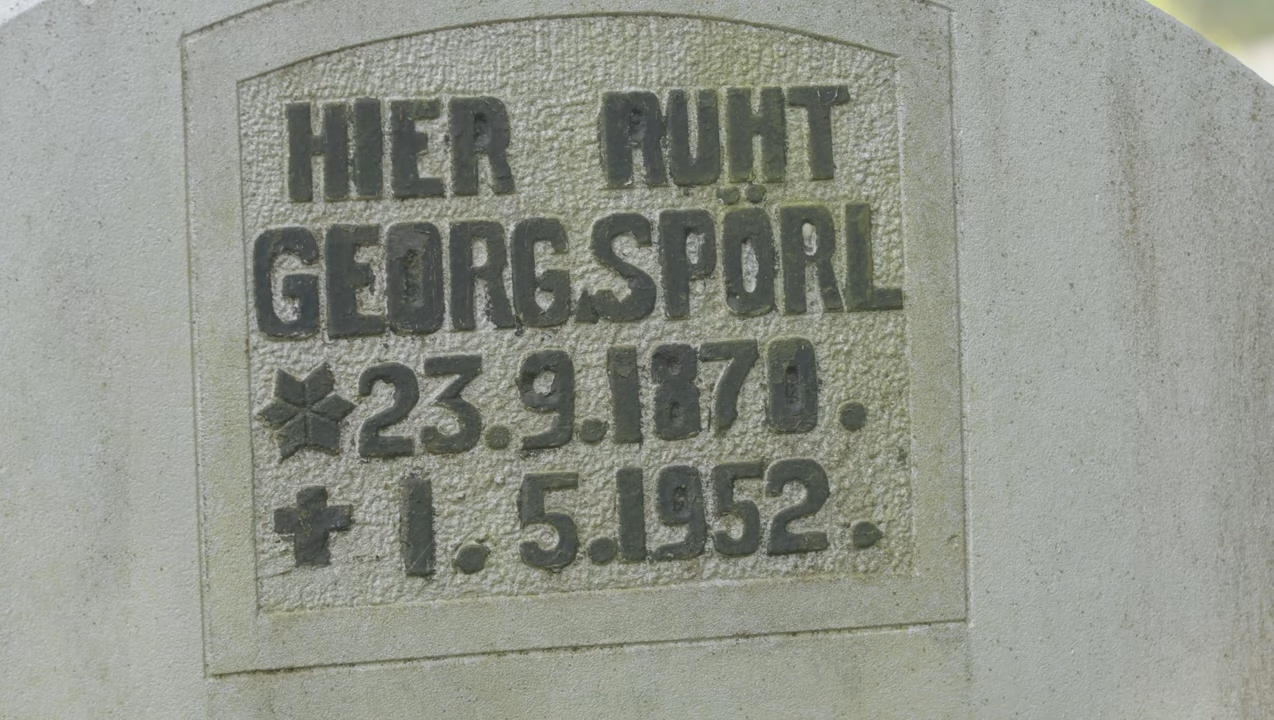 HIER RUHT
GEORG.SPÖRL
*23.9.1870.
† 1. 5.1952.